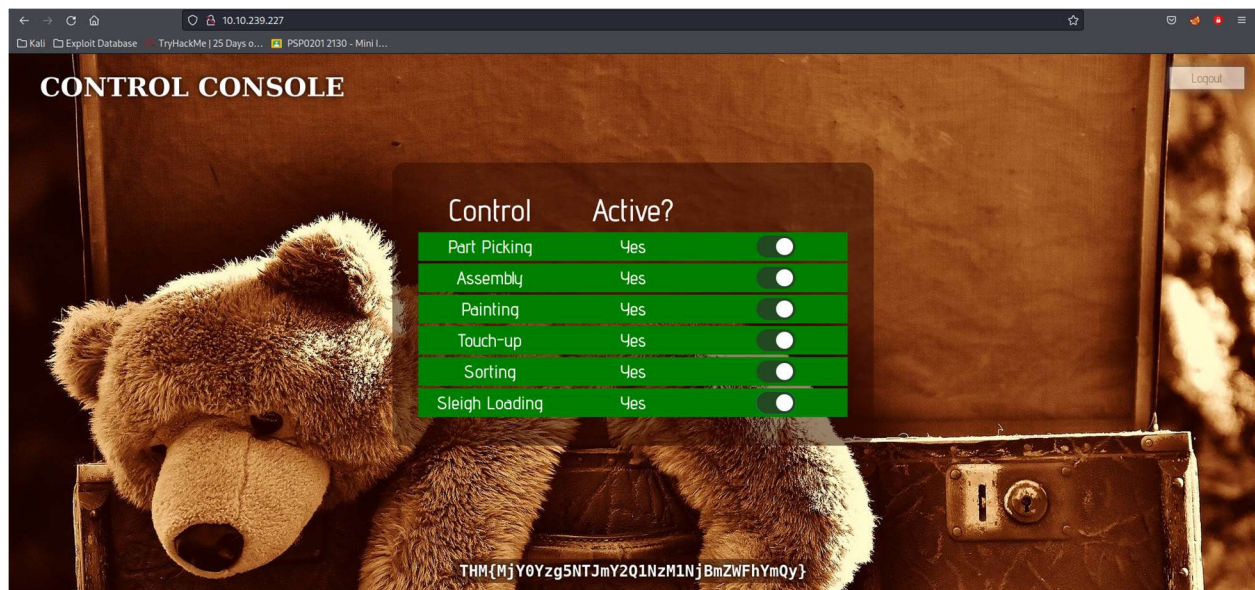 10.10.239.227
Kali Exploit Database TryHackMe | 25 Days o... PSP0201 2130 - Mini I...
CONTROL CONSOLE
Logout
Control Active?
Part Picking Yes
Assembly Yes
Painting Yes
Touch-up Yes
Sorting Yes
Sleigh Loading Yes
THM{MjY0Yzg5NTJmY2Q1NzM1NjBmZWFhYmQy}